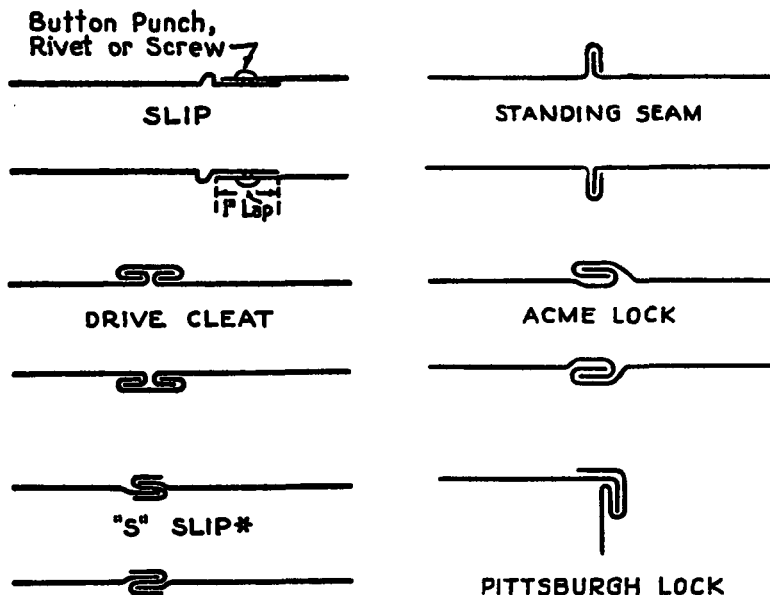 Button Punch,
Rivet or Screw
SLIP
STANDING SEAM
1" Lap
DRIVE CLEAT
ACME LOCK
"S" SLIP*
PITTSBURGH LOCK